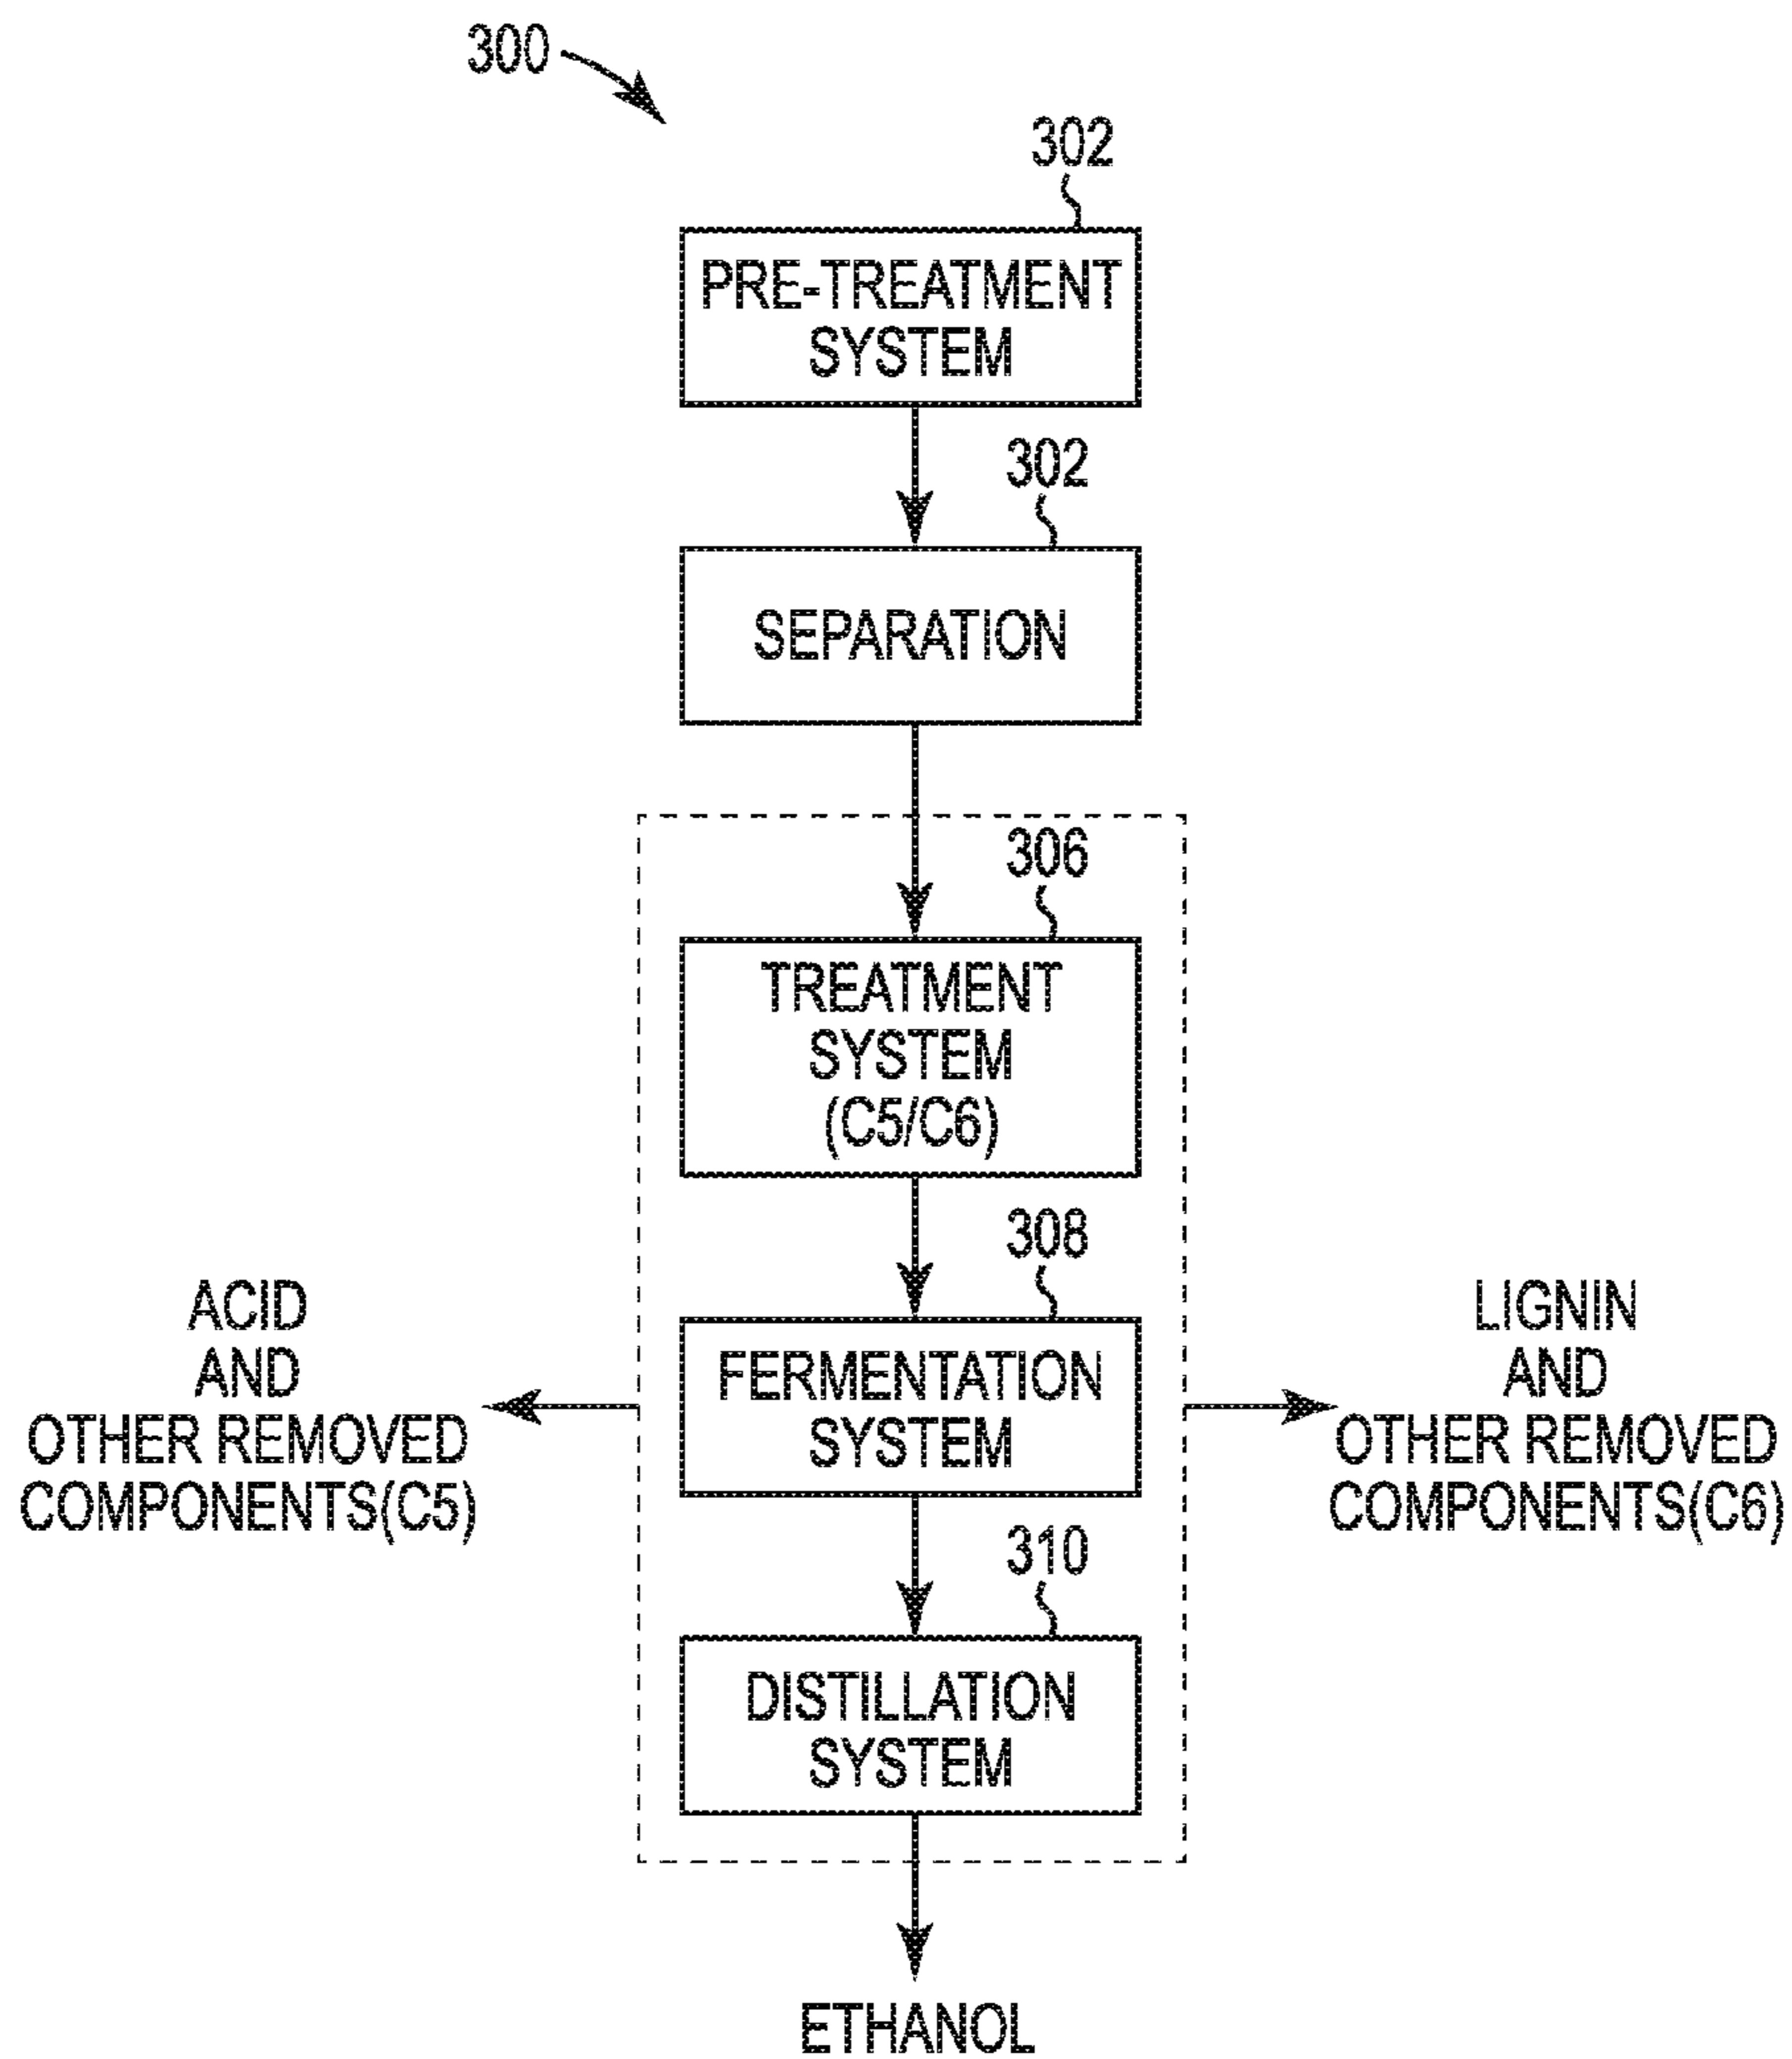 300
302
PRE-TREATMENT
SYSTEM
302
SEPARATION
306
TREATMENT
SYSTEM
(C5/C6)
308
FERMENTATION
SYSTEM
ACID
AND
OTHER REMOVED
COMPONENTS(C5)
LIGNIN
AND
OTHER REMOVED
COMPONENTS(C6)
310
DISTILLATION
SYSTEM
ETHANOL